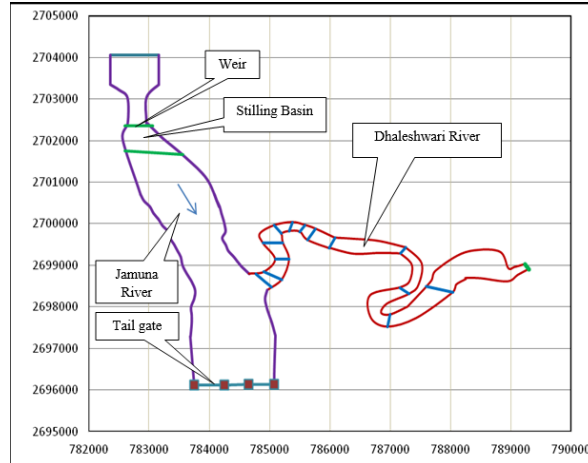 2705000
2704000
Weir
2703000
Stilling Basin
2702000
Dhaleshwari River
2701000
2700000
2699000
Jamuna
River
2698000
Tail gate
2697000
2696000
2695000
782000 783000 784000 785000 786000 787000 788000 789000 790000